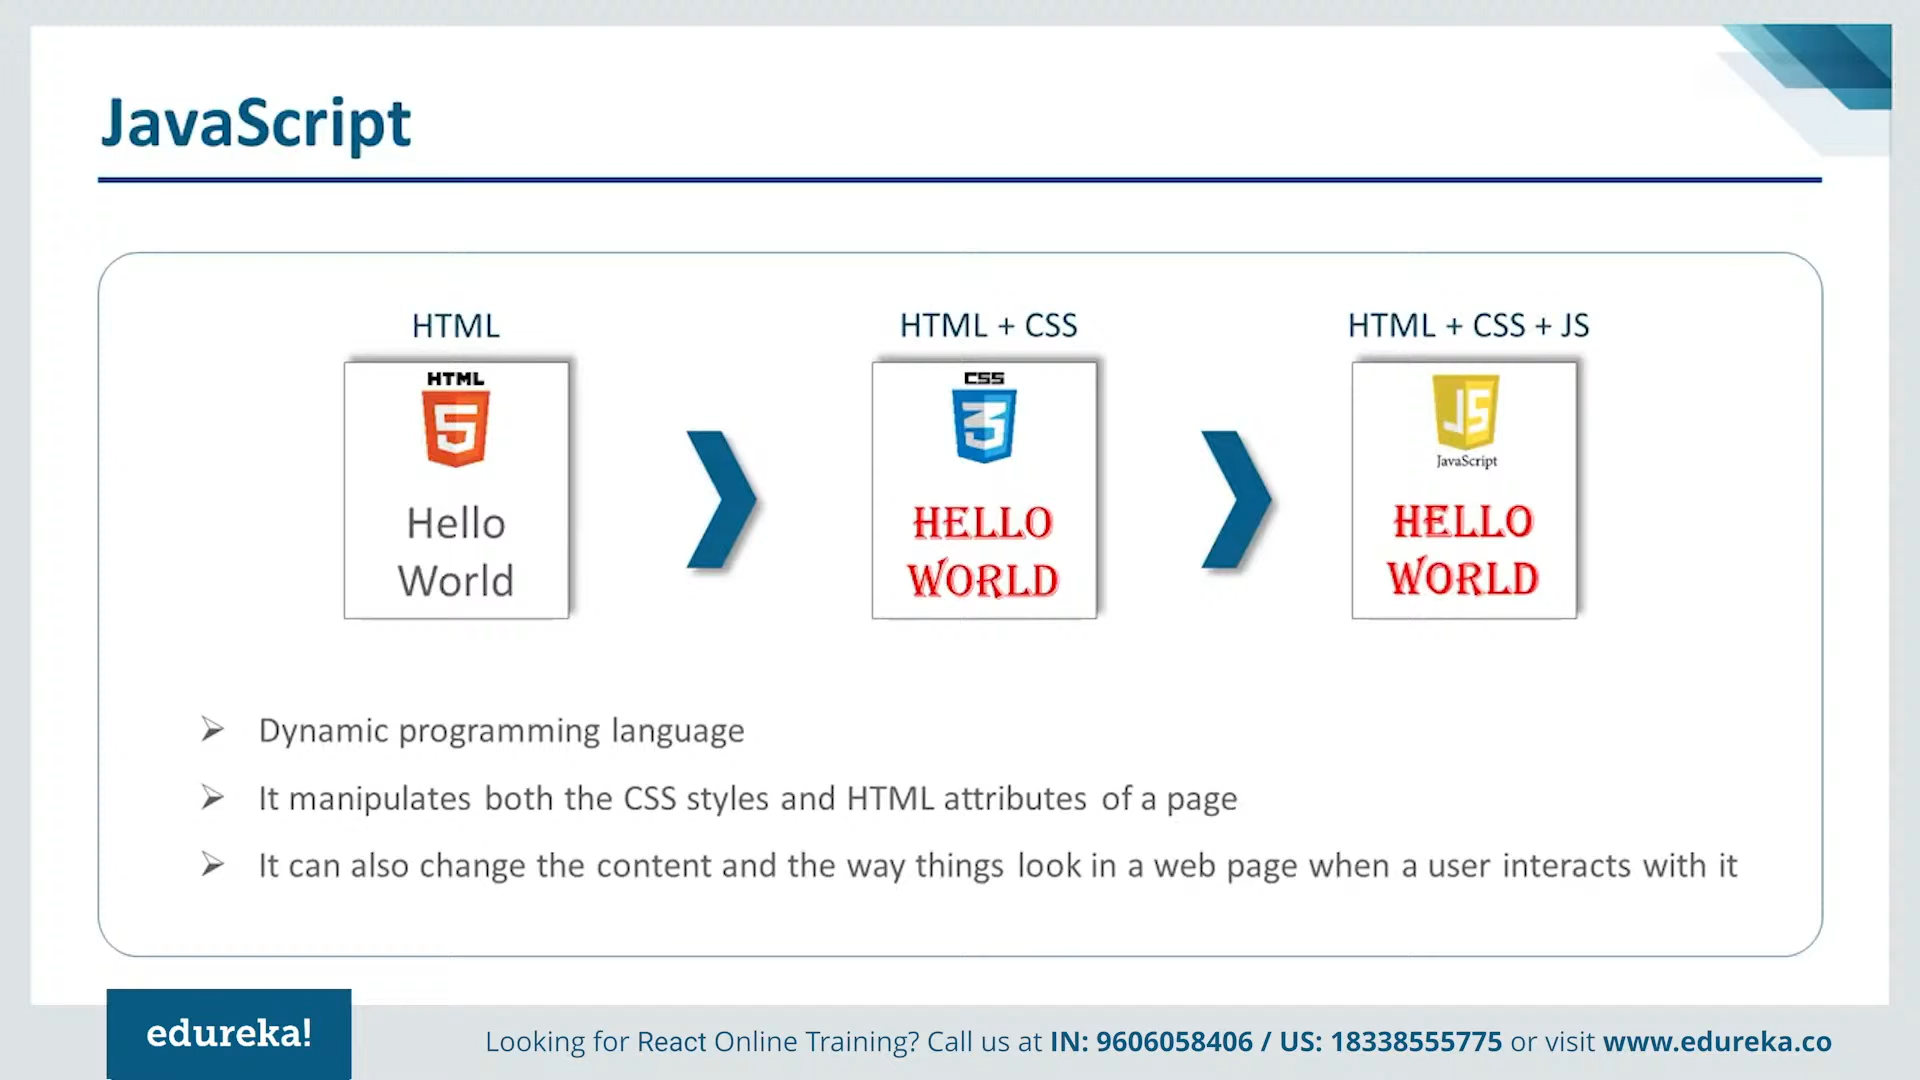 JavaScript
HTML
HTML + CSS
HTML + CSS + JS
HTML
5
Hello
World
CSS
3
HELLO
WORLD
JS
JavaScript
HELLO
WORLD
Dynamic programming language
It manipulates both the CSS styles and HTML attributes of a page
It can also change the content and the way things look in a web page when a user interacts with it
edureka!
Looking for React Online Training? Call us at IN: 9606058406 / US: 18338555775 or visit www.edureka.co